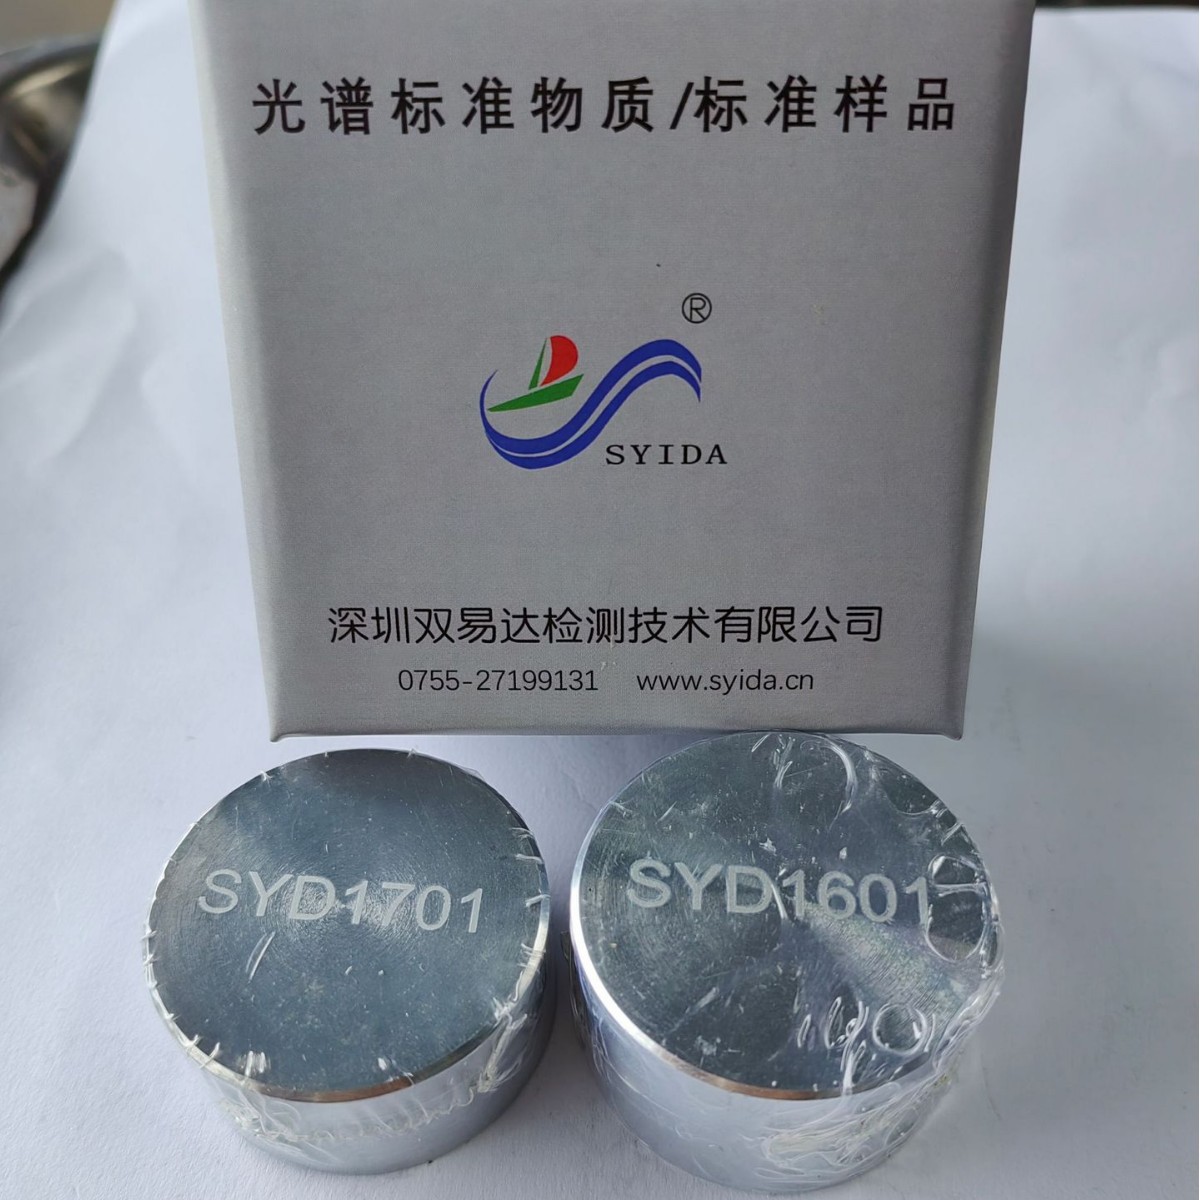 光谱标准物质/标准样品
®
SYIDA
深圳双易达检测技术有限公司
0755-27199131 www.syida.cn
SYD1701
SYD1601